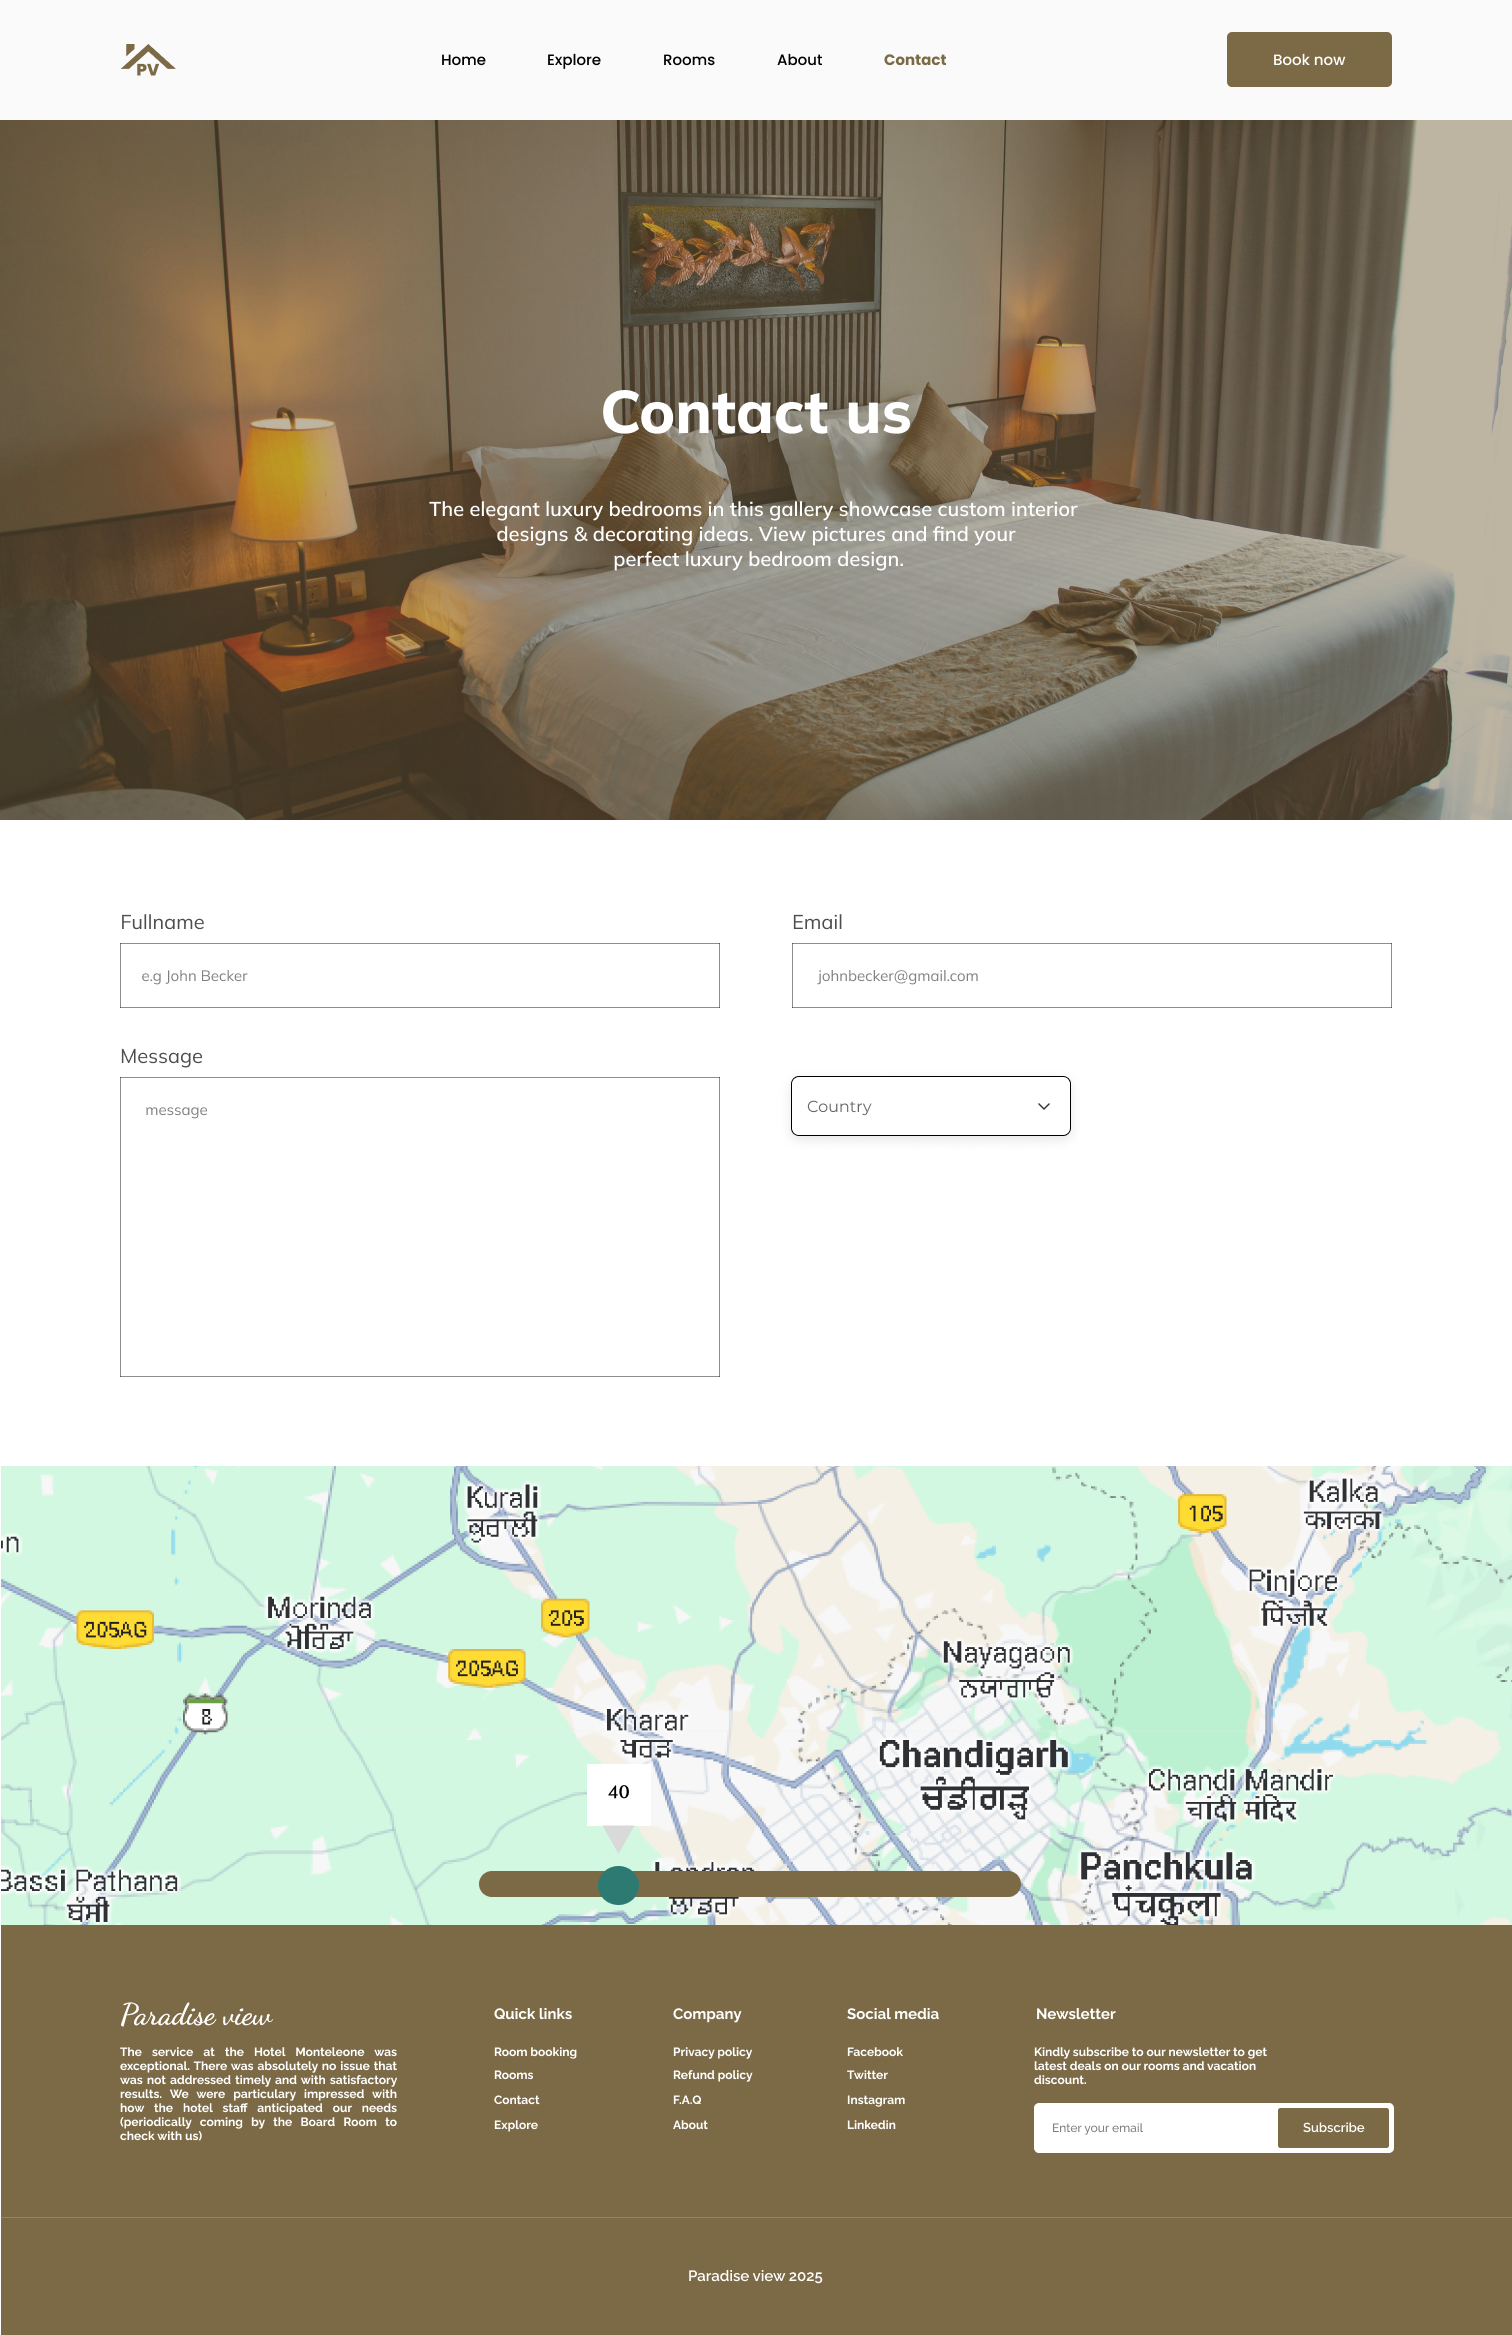 PV
Home
Explore
Rooms
About
Contact
Book now
Contact us
The elegant luxury bedrooms in this gallery showcase custom interior
designs & decorating ideas. View pictures and find your
perfect luxury bedroom design.
Fullname
e.g John Becker
Email
johnbecker@gmail.com
Message
message
Country
Kurali
ਕੁਰਾਲੀ
105
Kalka
कालका
Pinjore
पिंजौर
Morinda
ਮੋਰਿੰਡਾ
205AG
205
205AG
Nayagaon
ਨਯਾਗਾਓਂ
8
Kharar
ਖਰੜ
Chandigarh
ਚੰਡੀਗੜ੍ਹ
Chandi Mandir
चांदी मंदिर
40
Panchkula
पंचकुला
Bassi Pathana
ਬੱਸੀ
ਲਾਂਡਰਾਂ
Paradise view
The service at the Hotel Monteleone was
exceptional. There was absolutely no issue that
was not addressed timely and with satisfactory
results. We were particulary impressed with
how the hotel staff anticipated our needs
(periodically coming by the Board Room to
check with us)
Quick links
Room booking
Rooms
Contact
Explore
Company
Privacy policy
Refund policy
F.A.Q
About
Social media
Facebook
Twitter
Instagram
Linkedin
Newsletter
Kindly subscribe to our newsletter to get
latest deals on our rooms and vacation
discount.
Enter your email
Subscribe
Paradise view 2025